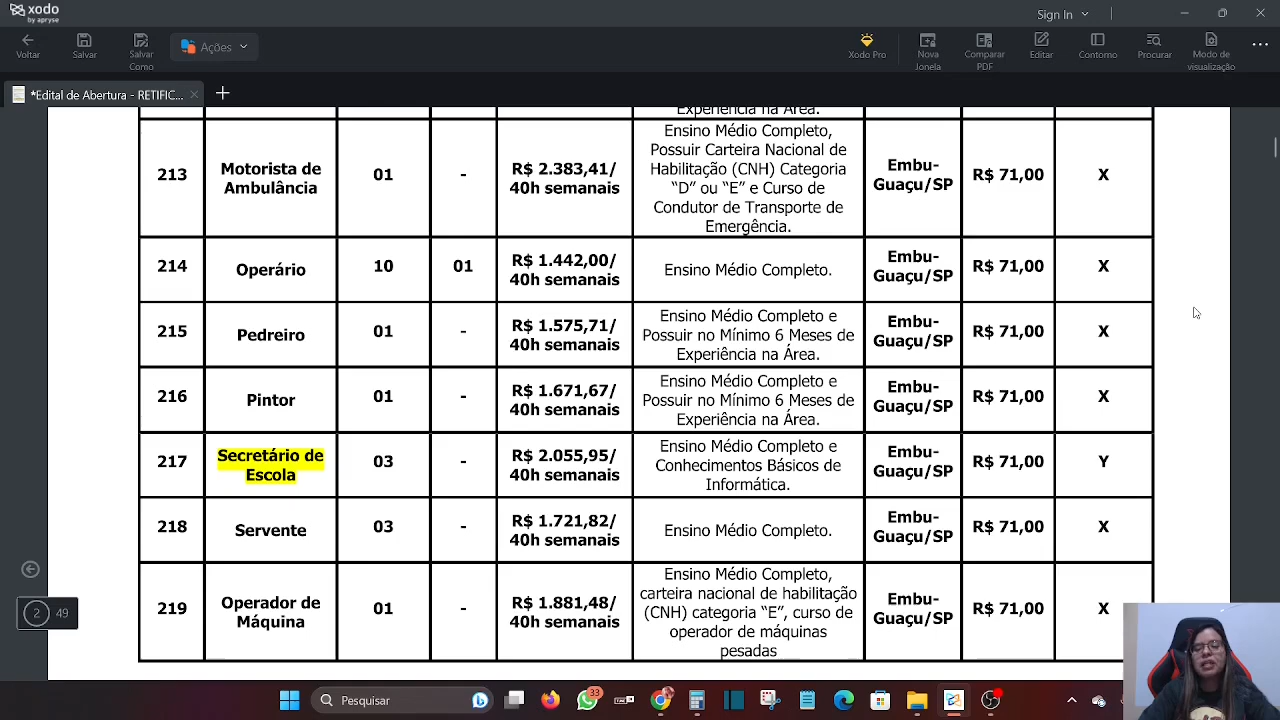 xodo
by apryse
Sign In
Voltar
Salvar
Salvar
Como
Ações
Xodo Pro
Nova
Jonela
Comparar
PDF
Editar
Contorno
Procurar
Modo de
visualização
*Edital de Abertura - RETIFIC...
Experiência na Área.
213
Motorista de
Ambulância
01
-
R$ 2.383,41/
40h semanais
Ensino Médio Completo,
Possuir Carteira Nacional de
Habilitação (CNH) Categoria
“D” ou “E” e Curso de
Condutor de Transporte de
Emergência.
Embu-
Guaçu/SP
R$ 71,00
X
214
Operário
10
01
R$ 1.442,00/
40h semanais
Ensino Médio Completo.
Embu-
Guaçu/SP
R$ 71,00
X
215
Pedreiro
01
-
R$ 1.575,71/
40h semanais
Ensino Médio Completo e
Possuir no Mínimo 6 Meses de
Experiência na Área.
Embu-
Guaçu/SP
R$ 71,00
X
216
Pintor
01
-
R$ 1.671,67/
40h semanais
Ensino Médio Completo e
Possuir no Mínimo 6 Meses de
Experiência na Área.
Embu-
Guaçu/SP
R$ 71,00
X
217
Secretário de
Escola
03
-
R$ 2.055,95/
40h semanais
Ensino Médio Completo e
Conhecimentos Básicos de
Informática.
Embu-
Guaçu/SP
R$ 71,00
Y
218
Servente
03
-
R$ 1.721,82/
40h semanais
Ensino Médio Completo.
Embu-
Guaçu/SP
R$ 71,00
X
219
Operador de
Máquina
01
-
R$ 1.881,48/
40h semanais
Ensino Médio Completo,
carteira nacional de habilitação
(CNH) categoria “E”, curso de
operador de máquinas
pesadas
Embu-
Guaçu/SP
R$ 71,00
X
2 49
Pesquisar
33